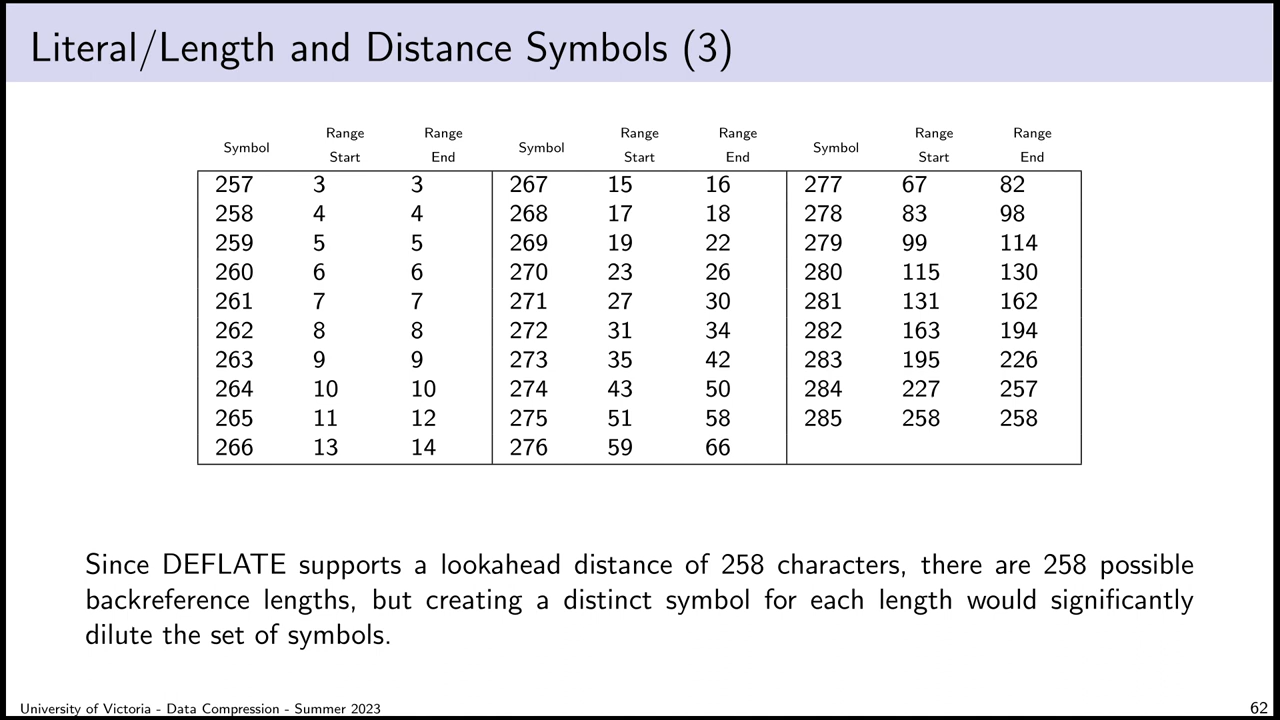 Literal/Length and Distance Symbols (3)
Symbol Range Start Range End Symbol Range Start Range End Symbol Range Start Range End
257 3 3 267 15 16 277 67 82
258 4 4 268 17 18 278 83 98
259 5 5 269 19 22 279 99 114
260 6 6 270 23 26 280 115 130
261 7 7 271 27 30 281 131 162
262 8 8 272 31 34 282 163 194
263 9 9 273 35 42 283 195 226
264 10 10 274 43 50 284 227 257
265 11 12 275 51 58 285 258 258
266 13 14 276 59 66
Since DEFLATE supports a lookahead distance of 258 characters, there are 258 possible
backreference lengths, but creating a distinct symbol for each length would significantly
dilute the set of symbols.
University of Victoria - Data Compression - Summer 2023 62